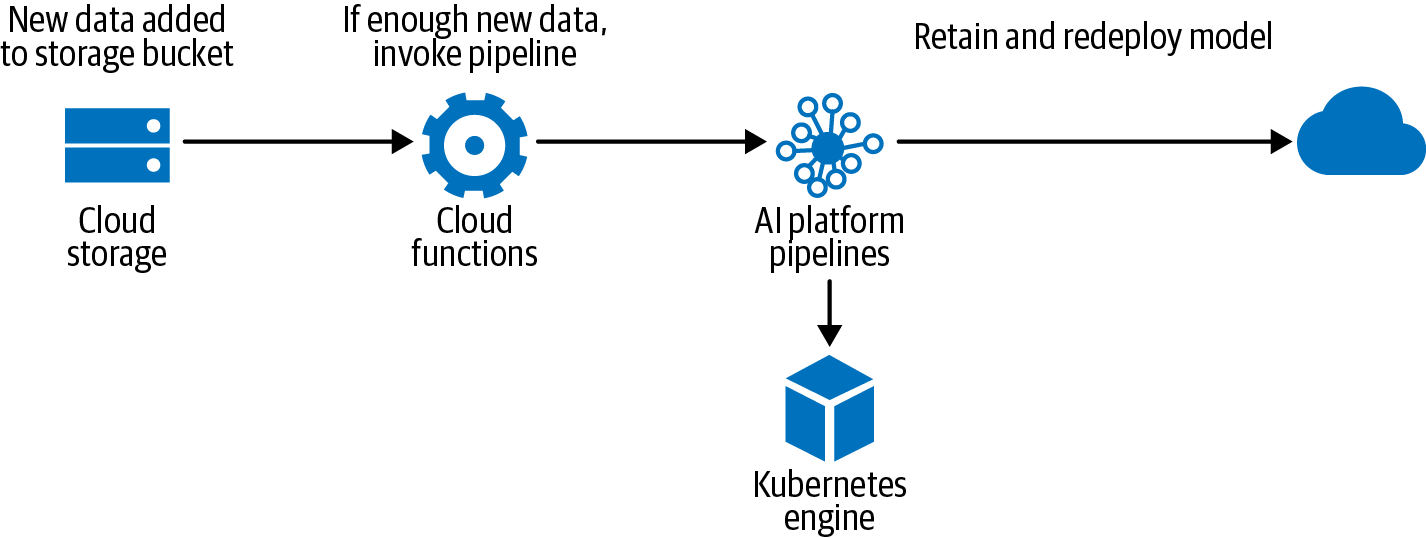 New data added
to storage bucket
If enough new data,
invoke pipeline
Retain and redeploy model
Cloud
storage
Cloud
functions
AI platform
pipelines
Kubernetes
engine